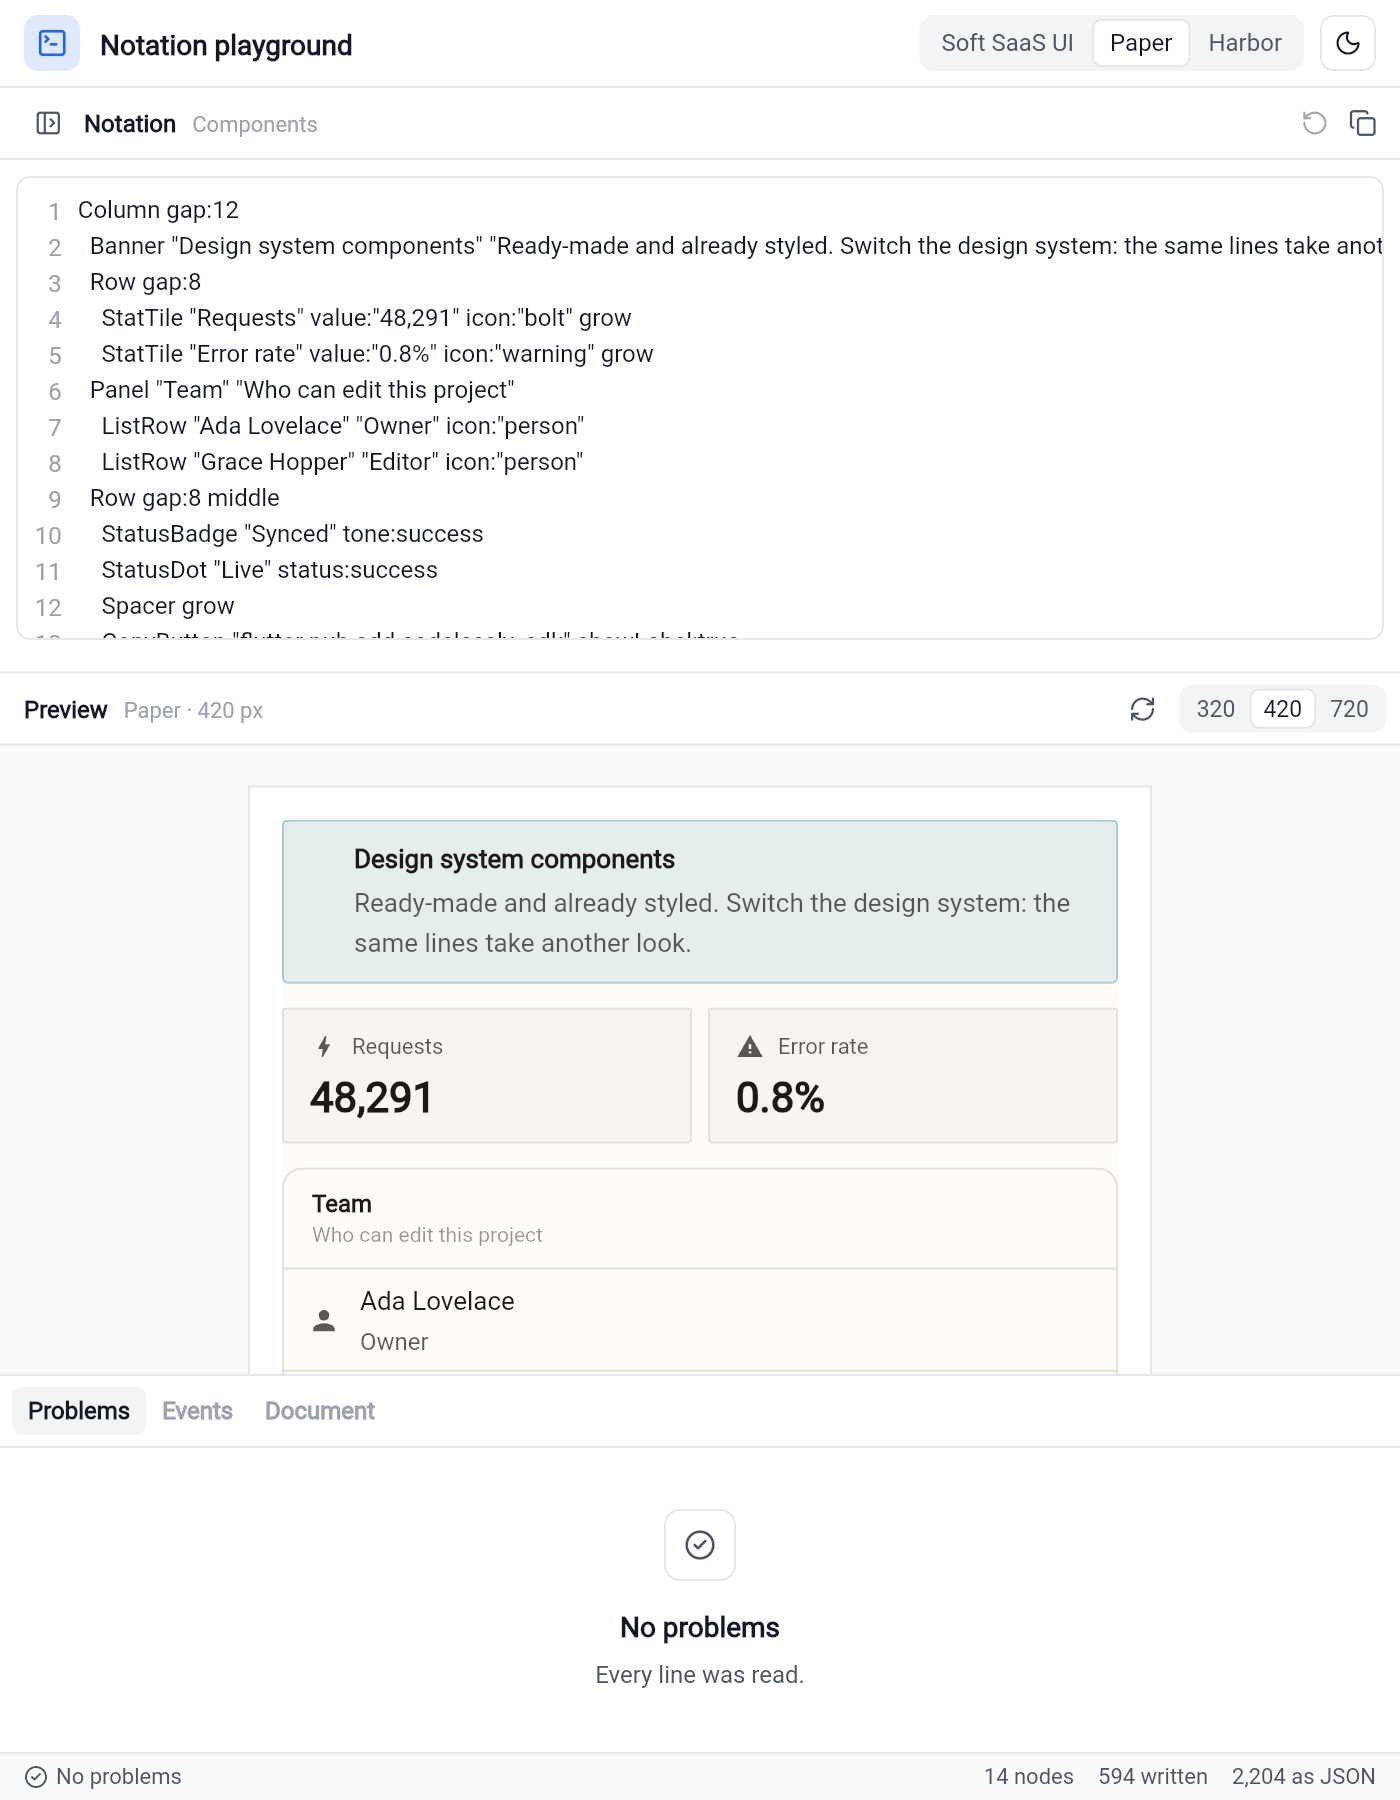 Notation playground
Soft SaaS UI
Paper
Harbor
Notation Components
1 Column gap:12
2 Banner "Design system components" "Ready-made and already styled. Switch the design system: the same lines take anot
3 Row gap:8
4 StatTile "Requests" value:"48,291" icon:"bolt" grow
5 StatTile "Error rate" value:"0.8%" icon:"warning" grow
6 Panel "Team" "Who can edit this project"
7 ListRow "Ada Lovelace" "Owner" icon:"person"
8 ListRow "Grace Hopper" "Editor" icon:"person"
9 Row gap:8 middle
10 StatusBadge "Synced" tone:success
11 StatusDot "Live" status:success
12 Spacer grow
Preview Paper · 420 px
320
420
720
Design system components
Ready-made and already styled. Switch the design system: the
same lines take another look.
Requests
48,291
Error rate
0.8%
Team
Who can edit this project
Ada Lovelace
Owner
Problems
Events
Document
No problems
Every line was read.
No problems
14 nodes
594 written
2,204 as JSON